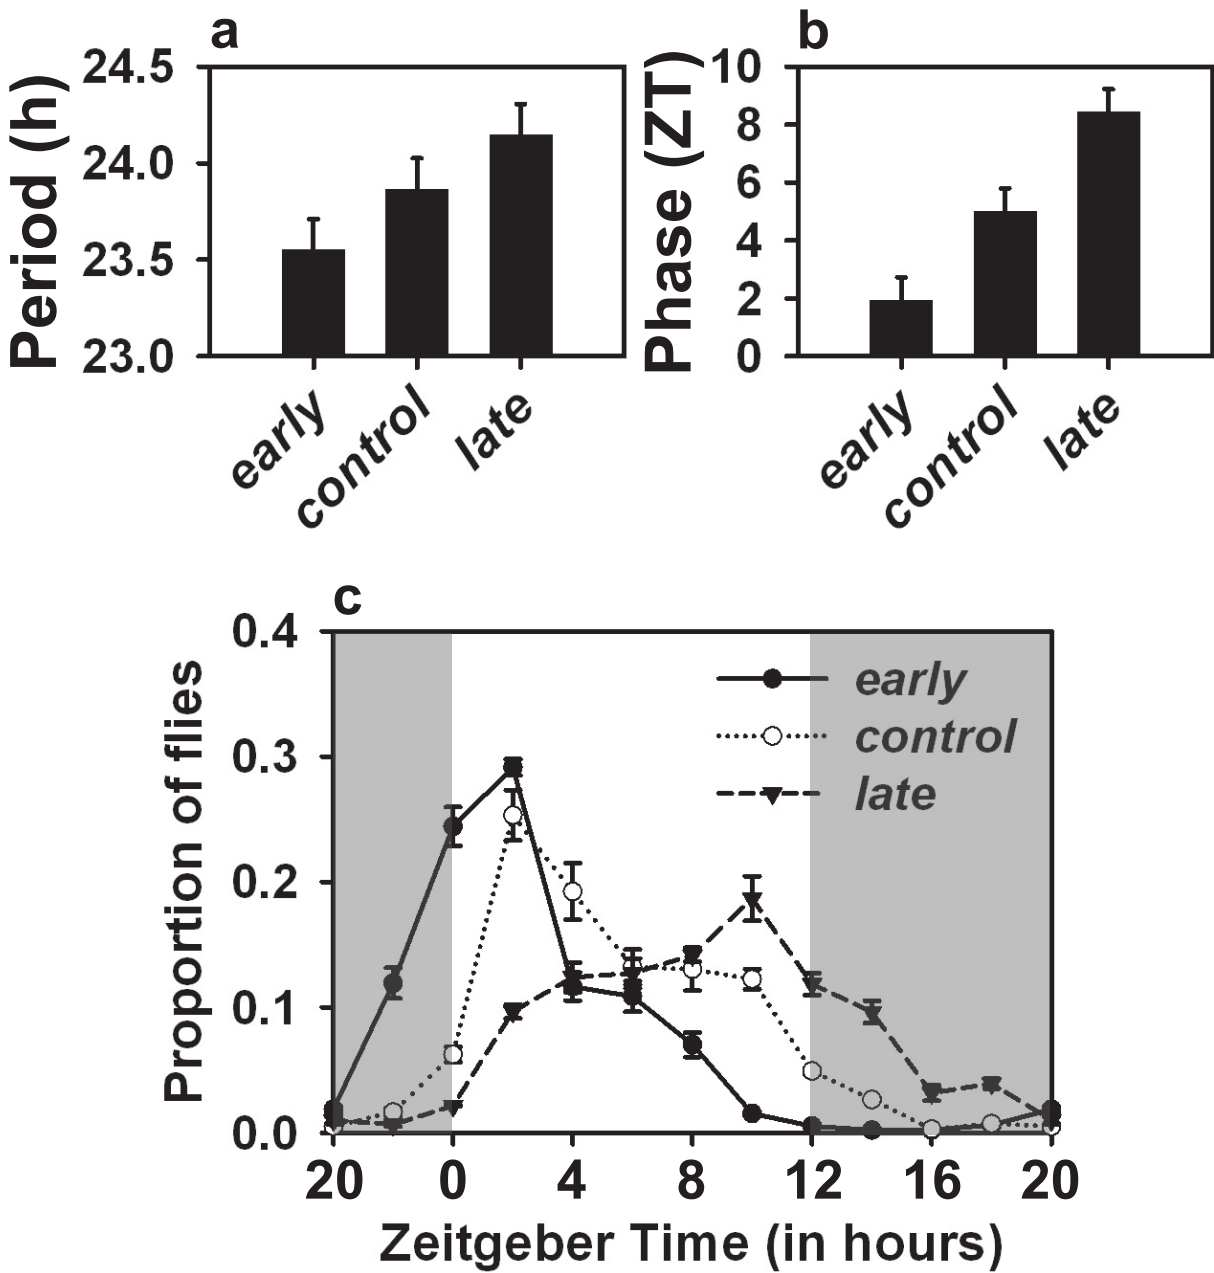 a
Period (h)
24.5
24.0
23.5
23.0
early
control
late
b
Phase (ZT)
10
8
6
4
2
0
early
control
late
c
Proportion of flies
0.4
0.3
0.2
0.1
0.0
early
control
late
20 0 4 8 12 16 20
Zeitgeber Time (in hours)